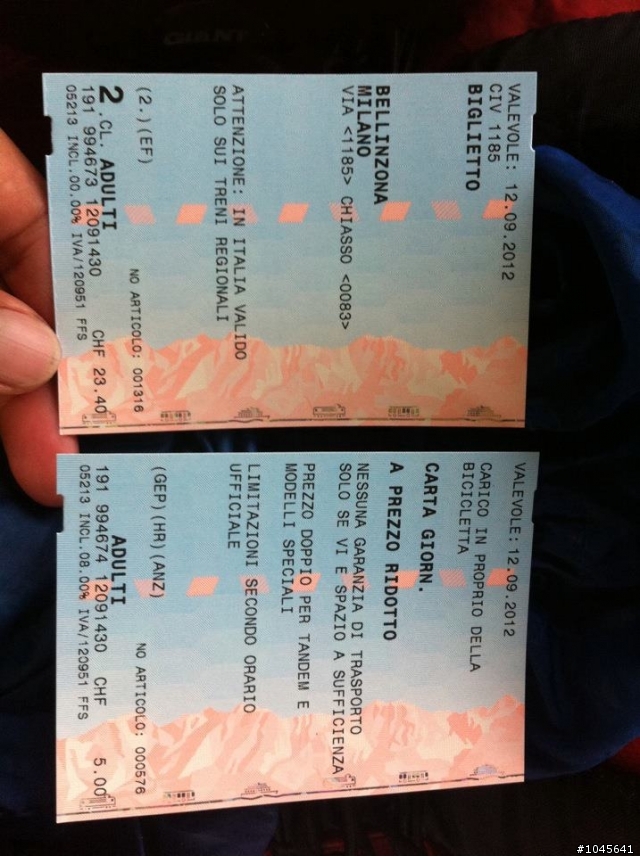 VALEVOLE: 12.09.2012
CIV 1185
BIGLIETTO
BELLINZONA
MILANO
VIA <1185> CHIASSO <0083>
ATTENZIONE: IN ITALIA VALIDO
SOLO SUI TRENI REGIONALI
(2.)(EF)
NO ARTICOLO: 001316
2.CL. ADULTI
191 994673 12091430 CHF 23.40
05213 INCL.00.00% IVA/120951 FFS
VALEVOLE: 12.09.2012
CARICO IN PROPRIO DELLA
BICICLETTA
CARTA GIORN.
A PREZZO RIDOTTO
NESSUNA GARANZIA DI TRASPORTO
SOLO SE VI E SPAZIO A SUFFICIENZA
PREZZO DOPPIO PER TANDEM E
MODELLI SPECIALI
LIMITAZIONI SECONDO ORARIO
UFFICIALE
(GEP)(HR)(ANZ)
NO ARTICOLO: 000576
ADULTI
191 994674 12091430 CHF 5.00
05213 INCL.08.00% IVA/120951 FFS
GIANT
#1045641